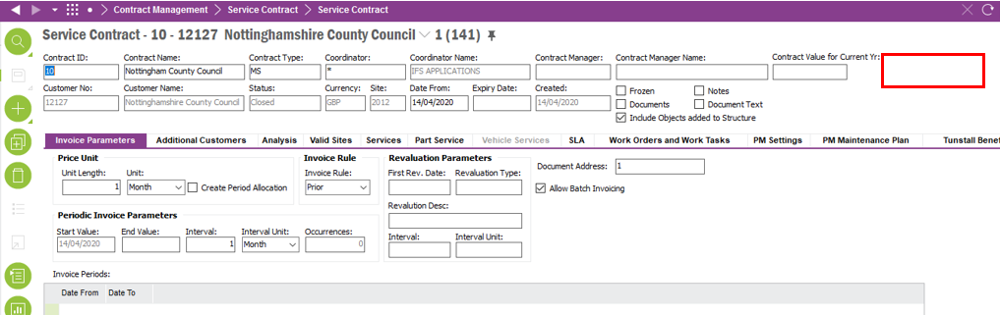 Contract Management > Service Contract > Service Contract
Service Contract - 10 - 12127 Nottinghamshire County Council 1 (141)
Contract ID: Contract Name: Contract Type: Coordinator: Coordinator Name: Contract Manager: Contract Manager Name: Contract Value for Current Yr:
10 Nottingham County Council MS * IFS APPLICATIONS
Customer No: Customer Name: Status: Currency: Site: Date From: Expiry Date: Created:
12127 Nottinghamshire County Council Closed GBP 2012 14/04/2020 14/04/2020
Frozen Notes
Documents Document Text
Include Objects added to Structure
Invoice Parameters Additional Customers Analysis Valid Sites Services Part Service Vehicle Services SLA Work Orders and Work Tasks PM Settings PM Maintenance Plan Tunstall Benef
Price Unit Invoice Rule Revaluation Parameters
Unit Length: Unit: Invoice Rule: First Rev. Date: Revaluation Type: Document Address: 1
1 Month Create Period Allocation Prior Allow Batch Invoicing
Revalution Desc:
Periodic Invoice Parameters
Start Value: End Value: Interval: Interval Unit: Occurrences: Interval: Interval Unit:
14/04/2020 1 Month 0
Invoice Periods:
Date From Date To